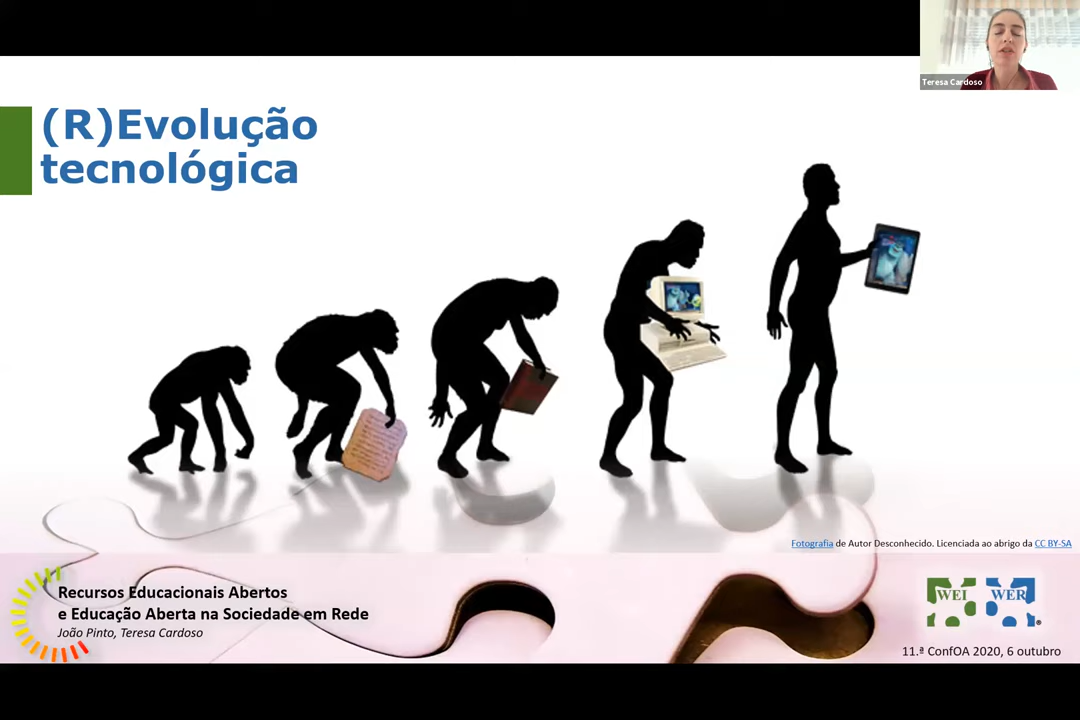 Teresa Cardoso
(R)Evolução
tecnológica
Fotografia de Autor Desconhecido. Licenciada ao abrigo da CC BY-SA
Recursos Educacionais Abertos
e Educação Aberta na Sociedade em Rede
João Pinto, Teresa Cardoso
WEI WER®
11.ª ConfOA 2020, 6 outubro